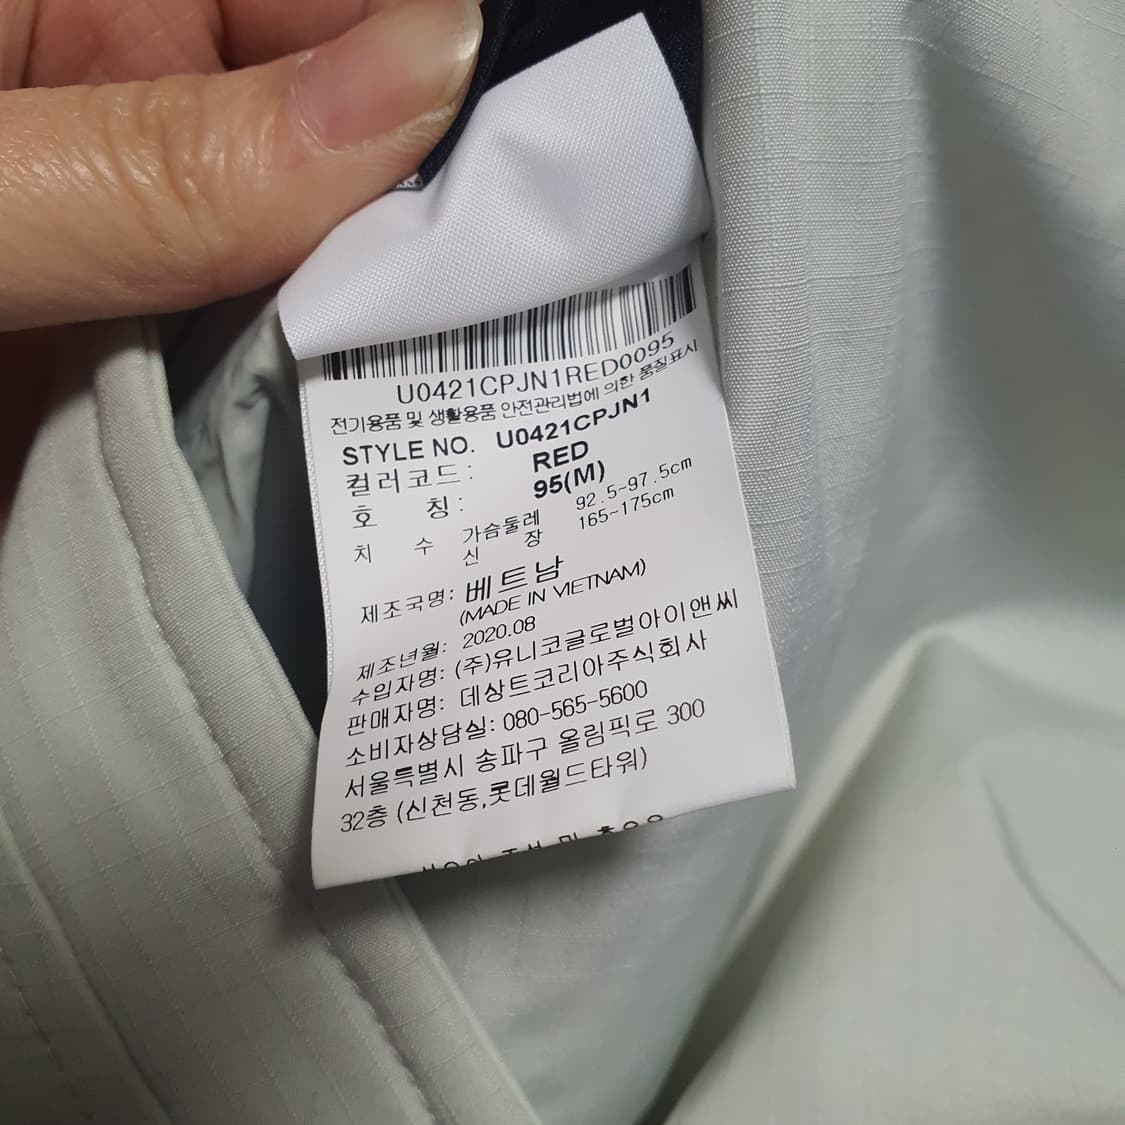 U0421CPJN1RED0095
전기용품 및 생활용품 안전관리법에 의한 품질표시
STYLE NO. U0421CPJN1
컬러코드: RED
호 칭: 95(M)
치 수 가슴둘레 92.5~97.5cm
신 장 165~175cm
제조국명: 베트남
(MADE IN VIETNAM)
제조년월: 2020.08
수입자명: (주)유니코글로벌아이앤씨
판매자명: 데상트코리아주식회사
소비자상담실: 080-565-5600
서울특별시 송파구 올림픽로 300
32층 (신천동,롯데월드타워)